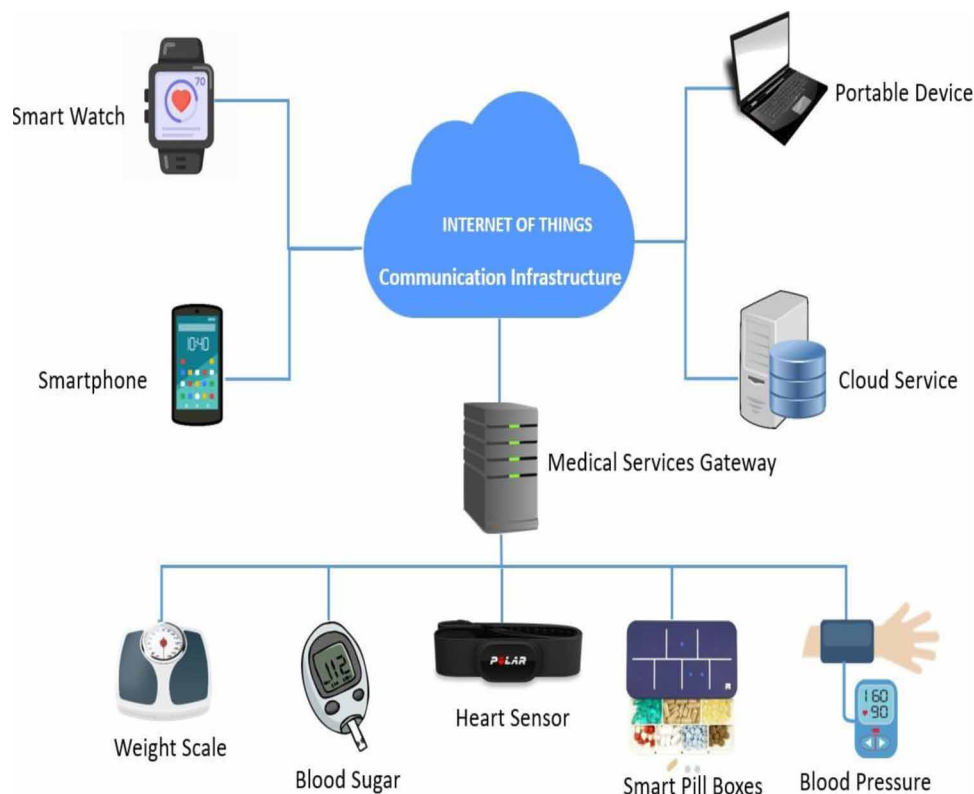 70
Smart Watch
Portable Device
INTERNET OF THINGS
Communication Infrastructure
10:40
Smartphone
Cloud Service
Medical Services Gateway
POLAR
112
160
90
Weight Scale
Heart Sensor
Blood Sugar
Smart Pill Boxes
Blood Pressure